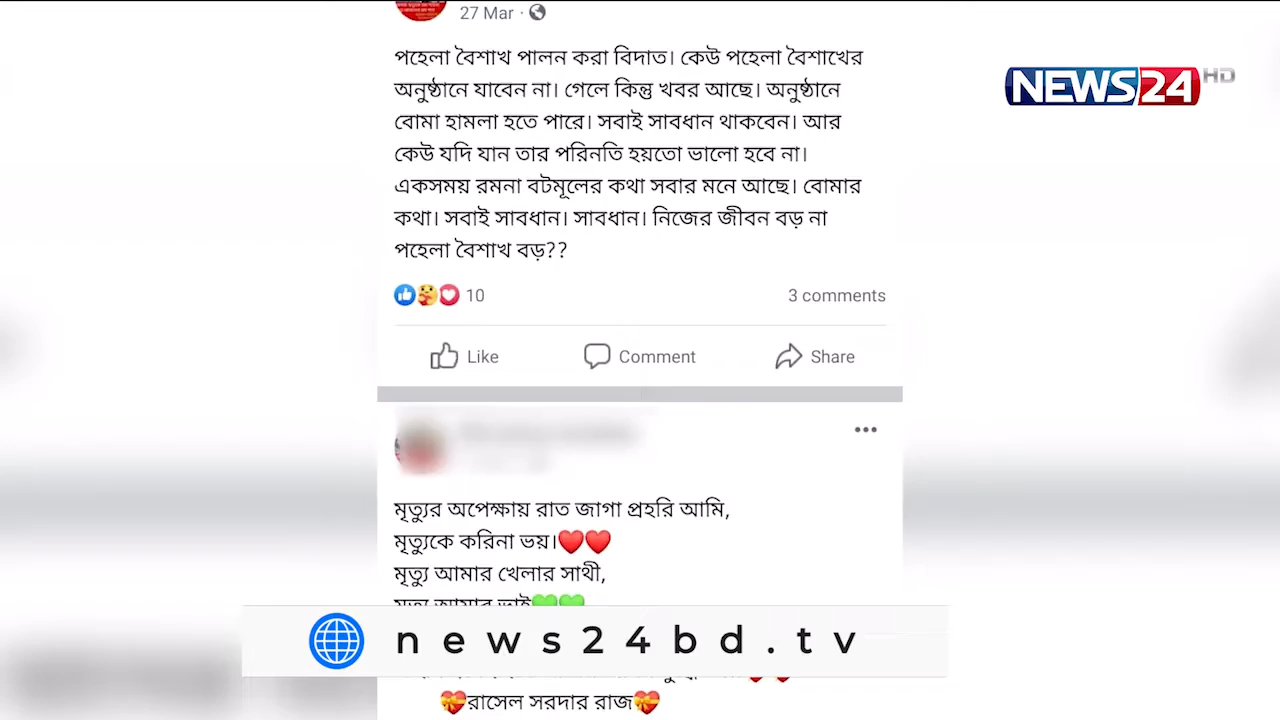 27 Mar ·
NEWS24 HD
পহেলা বৈশাখ পালন করা বিদাত। কেউ পহেলা বৈশাখের
অনুষ্ঠানে যাবেন না। গেলে কিন্তু খবর আছে। অনুষ্ঠানে
বোমা হামলা হতে পারে। সবাই সাবধান থাকবেন। আর
কেউ যদি যান তার পরিনতি হয়তো ভালো হবে না।
একসময় রমনা বটমূলের কথা সবার মনে আছে। বোমার
কথা। সবাই সাবধান। সাবধান। নিজের জীবন বড় না
পহেলা বৈশাখ বড়??
10
3 comments
Like
Comment
Share
মৃত্যুর অপেক্ষায় রাত জাগা প্রহরি আমি,
মৃত্যুকে করিনা ভয়।❤️❤️
মৃত্যু আমার খেলার সাথী,
মৃত্যু আমার ভাই💚💚
news24bd.tv
💝রাসেল সরদার রাজ💝